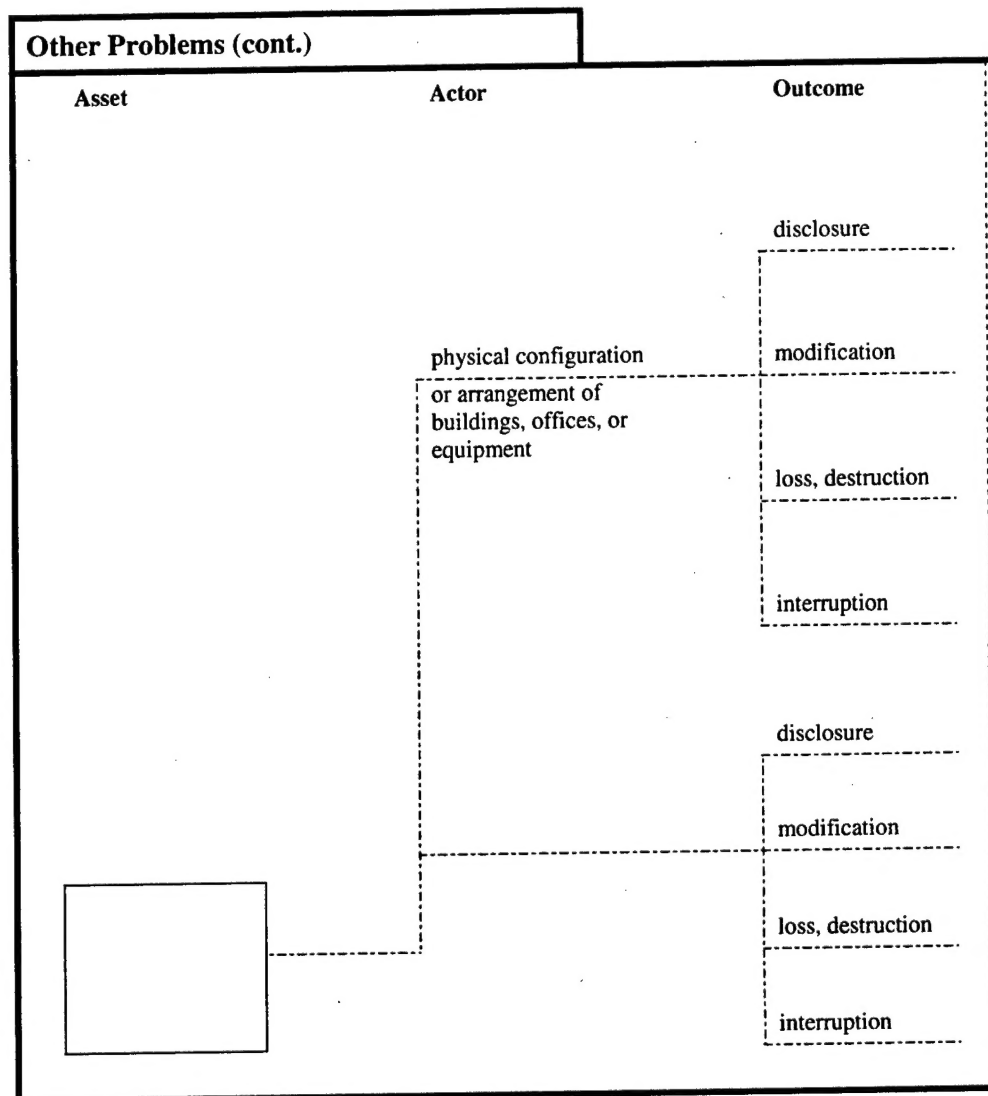 Other Problems (cont.)
Asset Actor Outcome
disclosure
physical configuration modification
or arrangement of
buildings, offices, or
equipment
loss, destruction
interruption
disclosure
modification
loss, destruction
interruption